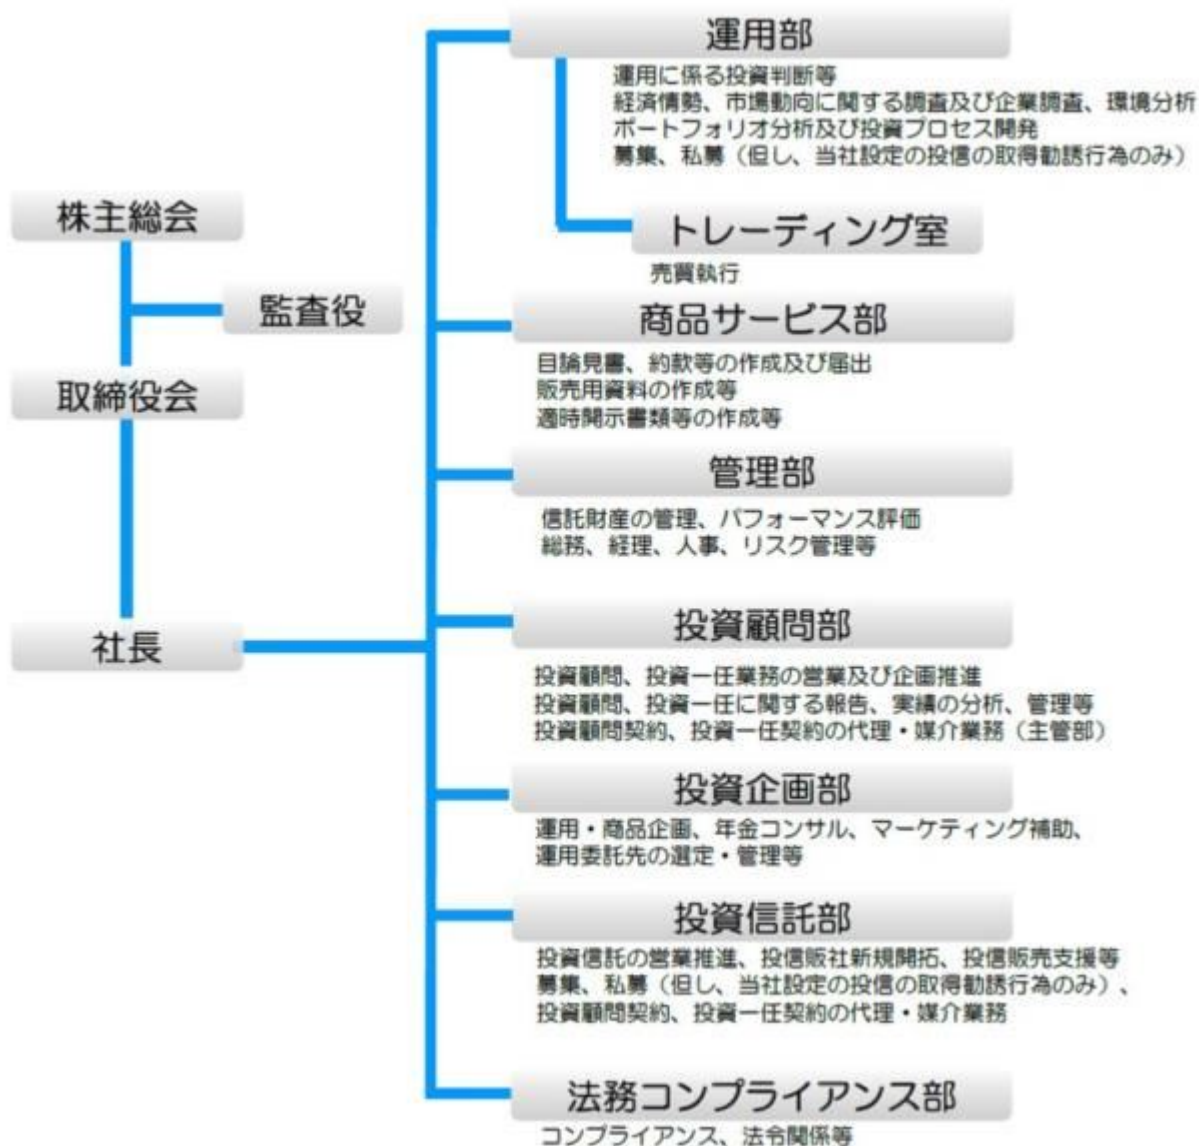 株主総会
監査役
取締役会
社長
運用部
運用に係る投資判断等
経済情勢、市場動向に関する調査及び企業調査、環境分析
ポートフォリオ分析及び投資プロセス開発
募集、私募（但し、当社設定の投信の取得勧誘行為のみ）
トレーディング室
売買執行
商品サービス部
目論見書、約款等の作成及び届出
販売用資料の作成等
適時開示書類等の作成等
管理部
信託財産の管理、パフォーマンス評価
総務、経理、人事、リスク管理等
投資顧問部
投資顧問、投資一任業務の営業及び企画推進
投資顧問、投資一任に関する報告、実績の分析、管理等
投資顧問契約、投資一任契約の代理・媒介業務（主管部）
投資企画部
運用・商品企画、年金コンサル、マーケティング補助、
運用委託先の選定・管理等
投資信託部
投資信託の営業推進、投信販社新規開拓、投信販売支援等
募集、私募（但し、当社設定の投信の取得勧誘行為のみ）、
投資顧問契約、投資一任契約の代理・媒介業務
法務コンプライアンス部
コンプライアンス、法令関係等